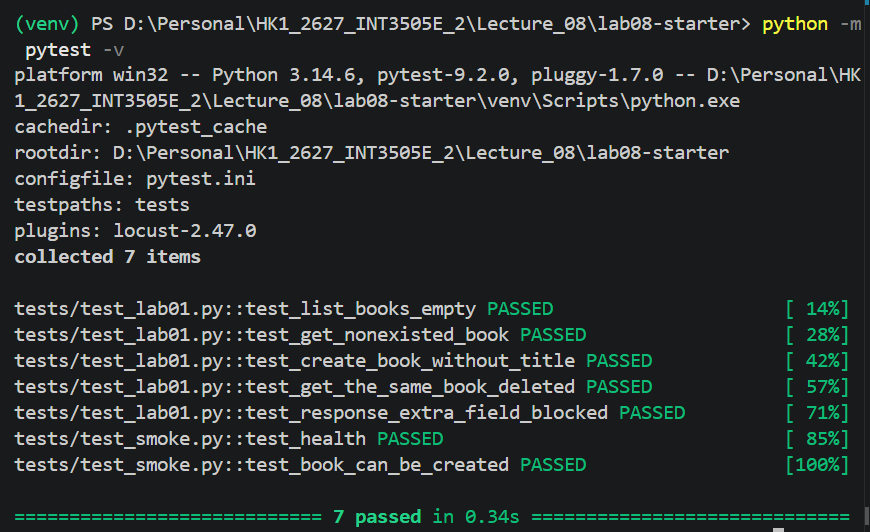 (venv) PS D:\Personal\HK1_2627_INT3505E_2\Lecture_08\lab08-starter> python -m
 pytest -v
platform win32 -- Python 3.14.6, pytest-9.2.0, pluggy-1.7.0 -- D:\Personal\HK
1_2627_INT3505E_2\Lecture_08\lab08-starter\venv\Scripts\python.exe
cachedir: .pytest_cache
rootdir: D:\Personal\HK1_2627_INT3505E_2\Lecture_08\lab08-starter
configfile: pytest.ini
testpaths: tests
plugins: locust-2.47.0
collected 7 items

tests/test_lab01.py::test_list_books_empty PASSED [ 14%]
tests/test_lab01.py::test_get_nonexisted_book PASSED [ 28%]
tests/test_lab01.py::test_create_book_without_title PASSED [ 42%]
tests/test_lab01.py::test_get_the_same_book_deleted PASSED [ 57%]
tests/test_lab01.py::test_response_extra_field_blocked PASSED [ 71%]
tests/test_smoke.py::test_health PASSED [ 85%]
tests/test_smoke.py::test_book_can_be_created PASSED [100%]

============================ 7 passed in 0.34s =============================